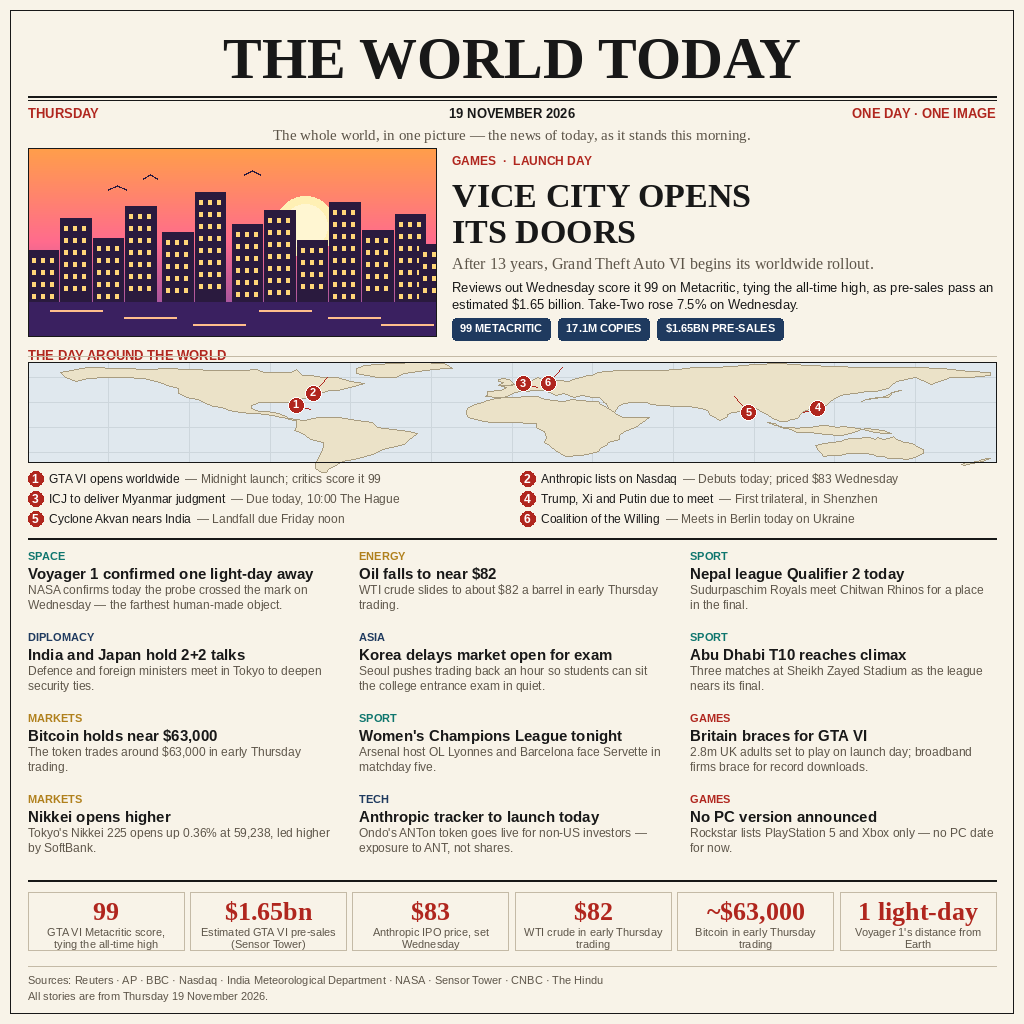 THE WORLD TODAY
THURSDAY
19 NOVEMBER 2026
ONE DAY · ONE IMAGE
The whole world, in one picture — the news of today, as it stands this morning.
GAMES · LAUNCH DAY
VICE CITY OPENS
ITS DOORS
After 13 years, Grand Theft Auto VI begins its worldwide rollout.
Reviews out Wednesday score it 99 on Metacritic, tying the all-time high, as pre-sales pass an
estimated $1.65 billion. Take-Two rose 7.5% on Wednesday.
99 METACRITIC
17.1M COPIES
$1.65BN PRE-SALES
THE DAY AROUND THE WORLD
1
2
3
6
5
4
1 GTA VI opens worldwide — Midnight launch; critics score it 99
2 Anthropic lists on Nasdaq — Debuts today; priced $83 Wednesday
3 ICJ to deliver Myanmar judgment — Due today, 10:00 The Hague
4 Trump, Xi and Putin due to meet — First trilateral, in Shenzhen
5 Cyclone Akvan nears India — Landfall due Friday noon
6 Coalition of the Willing — Meets in Berlin today on Ukraine
SPACE
Voyager 1 confirmed one light-day away
NASA confirms today the probe crossed the mark on
Wednesday — the farthest human-made object.
ENERGY
Oil falls to near $82
WTI crude slides to about $82 a barrel in early Thursday
trading.
SPORT
Nepal league Qualifier 2 today
Sudurpaschim Royals meet Chitwan Rhinos for a place
in the final.
DIPLOMACY
India and Japan hold 2+2 talks
Defence and foreign ministers meet in Tokyo to deepen
security ties.
ASIA
Korea delays market open for exam
Seoul pushes trading back an hour so students can sit
the college entrance exam in quiet.
SPORT
Abu Dhabi T10 reaches climax
Three matches at Sheikh Zayed Stadium as the league
nears its final.
MARKETS
Bitcoin holds near $63,000
The token trades around $63,000 in early Thursday
trading.
SPORT
Women's Champions League tonight
Arsenal host OL Lyonnes and Barcelona face Servette in
matchday five.
GAMES
Britain braces for GTA VI
2.8m UK adults set to play on launch day; broadband
firms brace for record downloads.
MARKETS
Nikkei opens higher
Tokyo's Nikkei 225 opens up 0.36% at 59,238, led higher
by SoftBank.
TECH
Anthropic tracker to launch today
Ondo's ANTon token goes live for non-US investors —
exposure to ANT, not shares.
GAMES
No PC version announced
Rockstar lists PlayStation 5 and Xbox only — no PC date
for now.
99
GTA VI Metacritic score,
tying the all-time high
$1.65bn
Estimated GTA VI pre-sales
(Sensor Tower)
$83
Anthropic IPO price, set
Wednesday
$82
WTI crude in early Thursday
trading
~$63,000
Bitcoin in early Thursday
trading
1 light-day
Voyager 1's distance from
Earth
Sources: Reuters · AP · BBC · Nasdaq · India Meteorological Department · NASA · Sensor Tower · CNBC · The Hindu
All stories are from Thursday 19 November 2026.